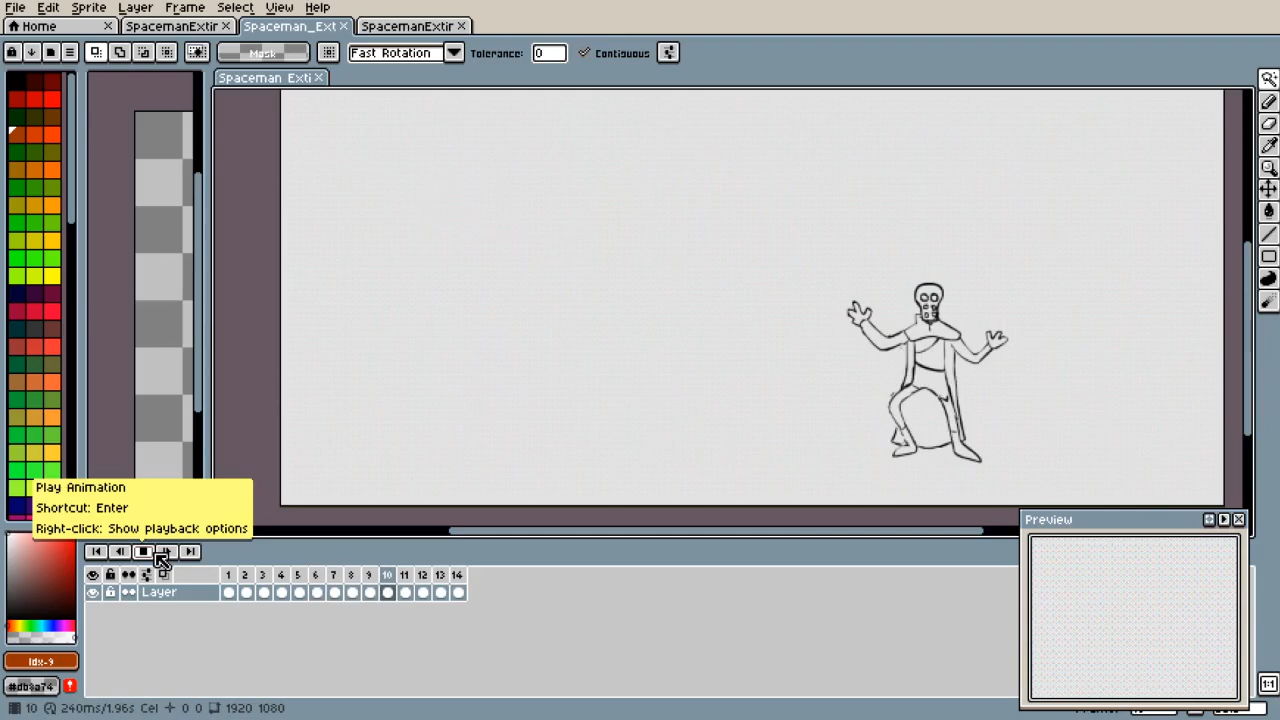 File Edit Sprite Layer Frame Select View Help
Home SpacemanExtir Spaceman_Ext SpacemanExtir
Mask Fast Rotation Tolerance: 0 Contiguous
Spaceman Exti
Play Animation
Shortcut: Enter
Right-click: Show playback options
Preview
1 2 3 4 5 6 7 8 9 10 11 12 13 14
Layer
Idx-9
1:1
10 240ms/1.96s Cel 0 0 1920 1080